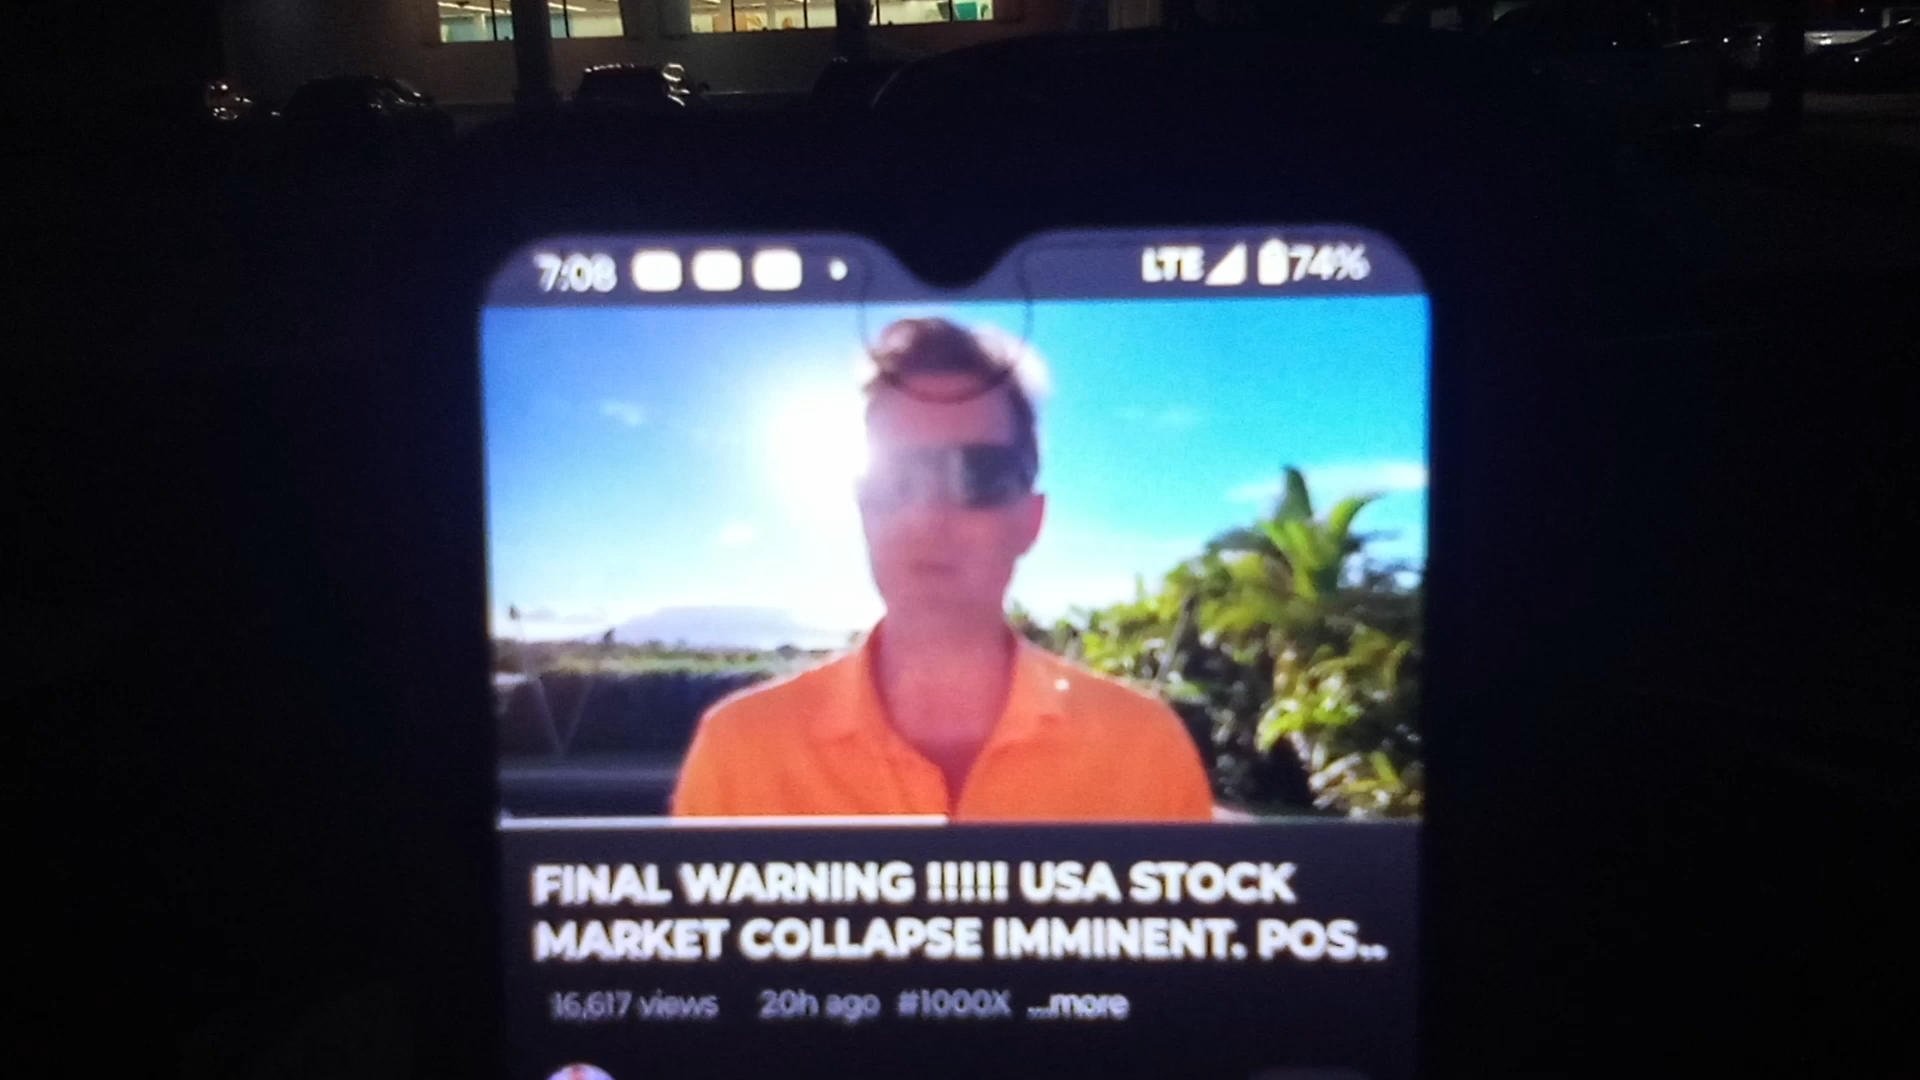 7:08 LTE 74%
FINAL WARNING !!!!! USA STOCK
MARKET COLLAPSE IMMINENT. POS..
16,617 views 20h ago #1000X ...more